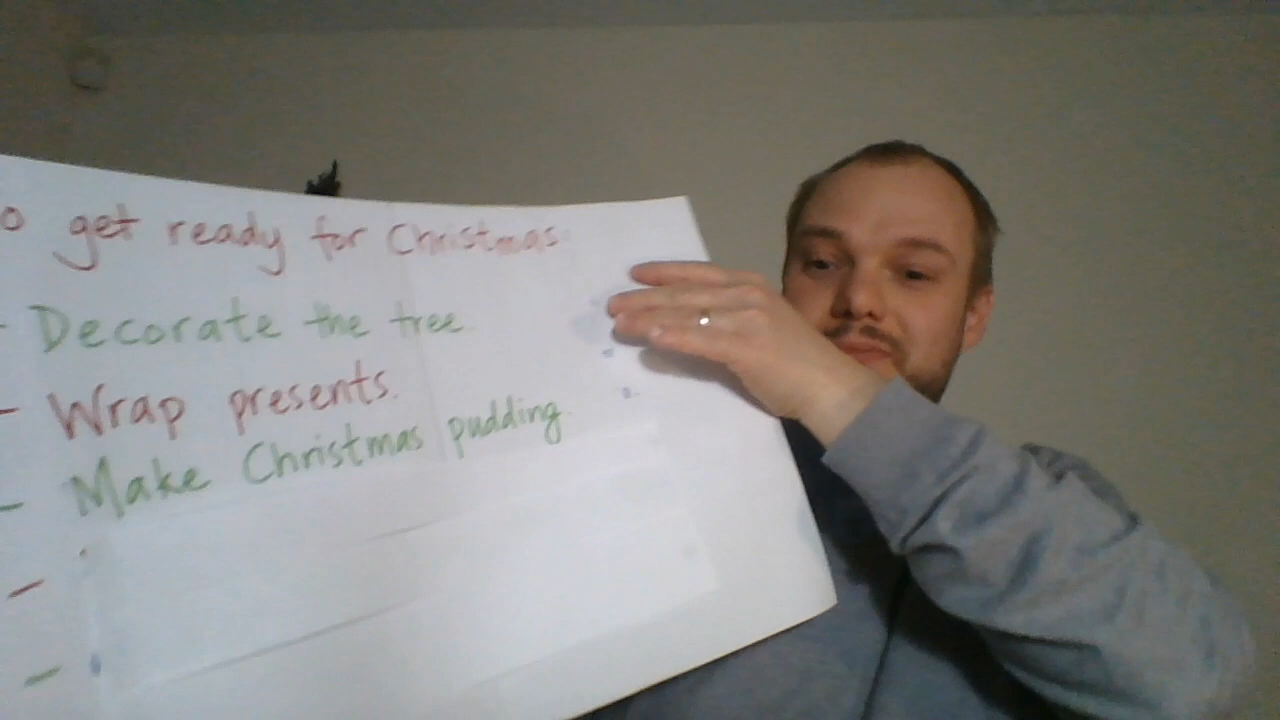 o get ready for Christmas
- Decorate the tree
- Wrap presents.
- Make Christmas pudding.
-
-